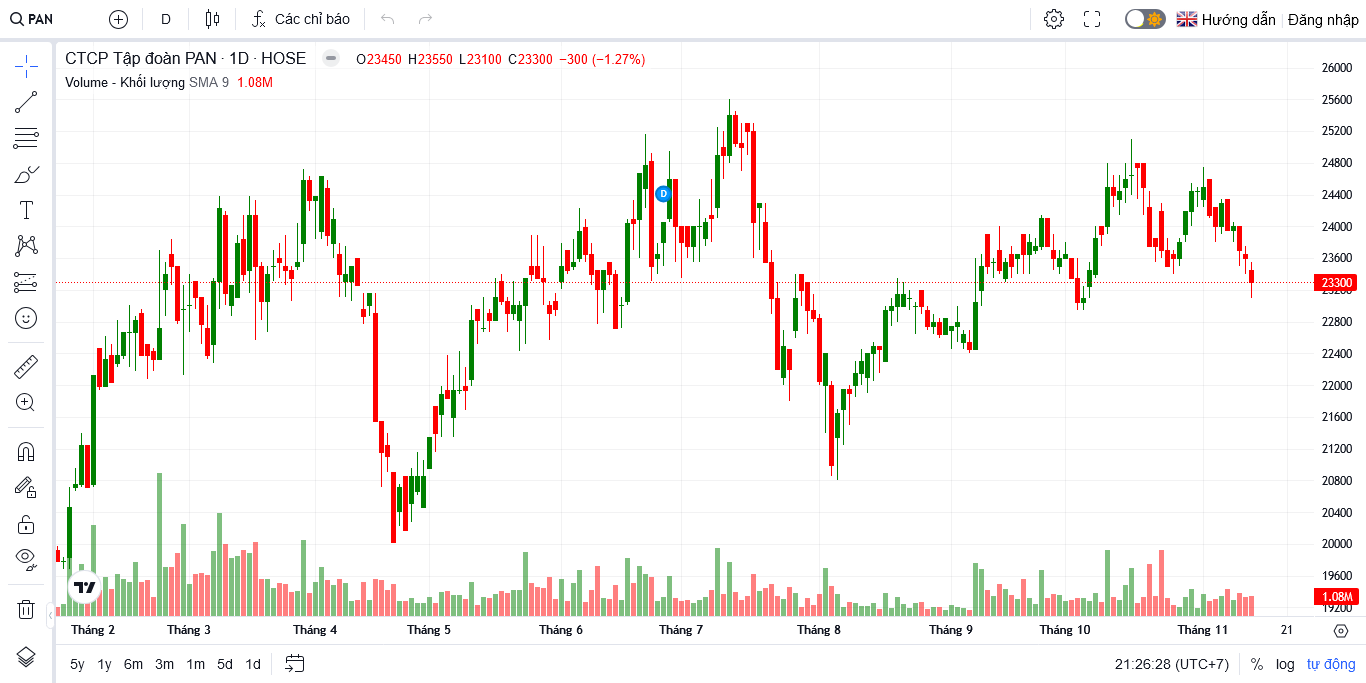 PAN D Các chỉ báo Hướng dẫn Đăng nhập
CTCP Tập đoàn PAN · 1D · HOSE O23450 H23550 L23100 C23300 −300 (−1.27%)
Volume - Khối lượng SMA 9 1.08M
26000
25600
25200
24800
D
24400
24000
23600
23300
22800
22400
22000
21600
21200
20800
20400
20000
19600
1.08M
19200
Tháng 2 Tháng 3 Tháng 4 Tháng 5 Tháng 6 Tháng 7 Tháng 8 Tháng 9 Tháng 10 Tháng 11 21
5y 1y 6m 3m 1m 5d 1d 21:26:28 (UTC+7) % log tự động